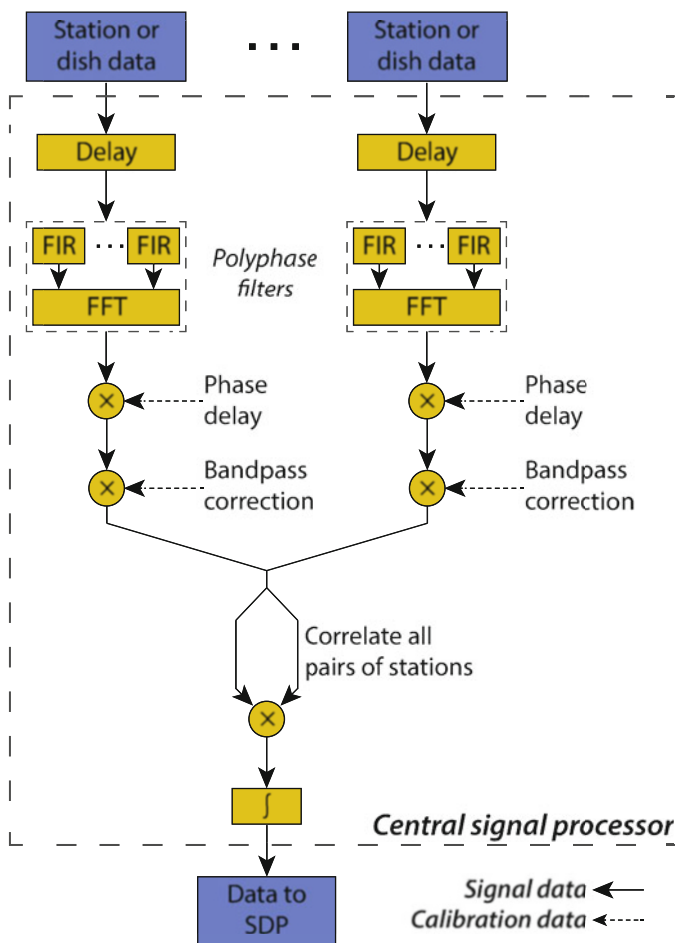 Station or
dish data
...
Station or
dish data
Delay
Delay
FIR ... FIR
Polyphase
filters
FIR ... FIR
FFT
FFT
×
Phase
delay
×
Phase
delay
×
Bandpass
correction
×
Bandpass
correction
Correlate all
pairs of stations
×
∫
Central signal processor
Data to
SDP
Signal data
Calibration data